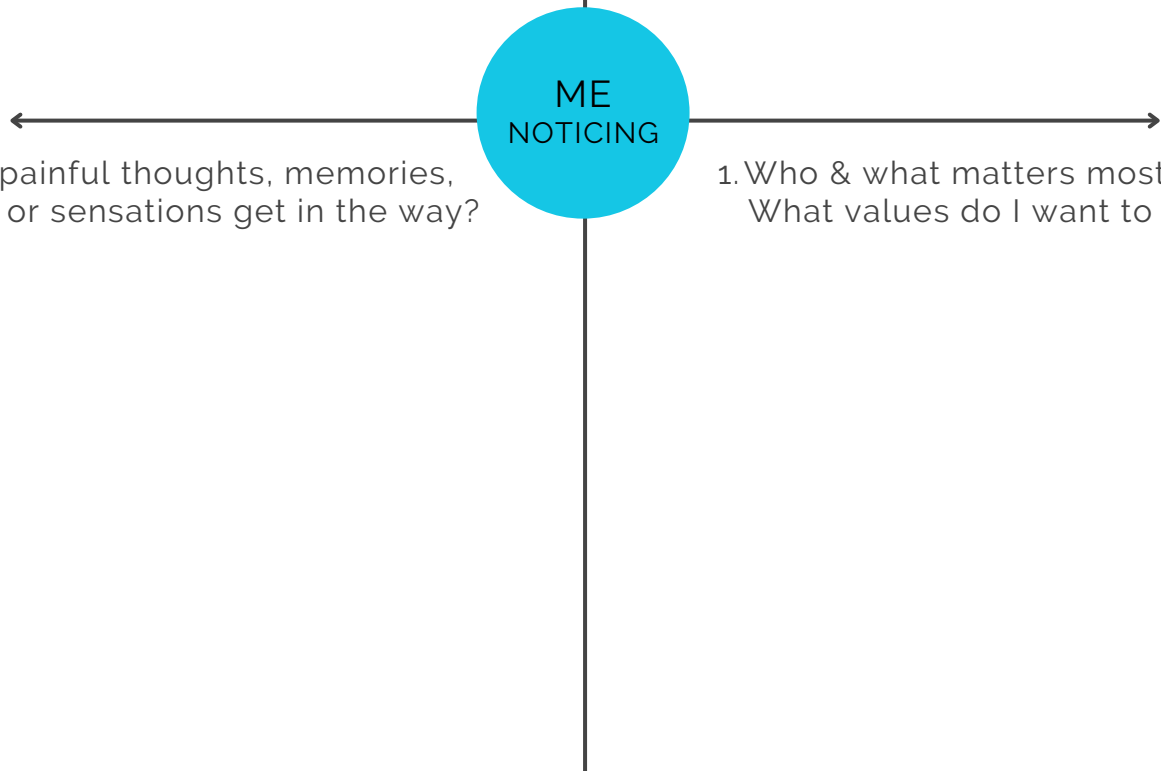 ME
NOTICING
painful thoughts, memories,
or sensations get in the way?
1. Who & what matters most
What values do I want to